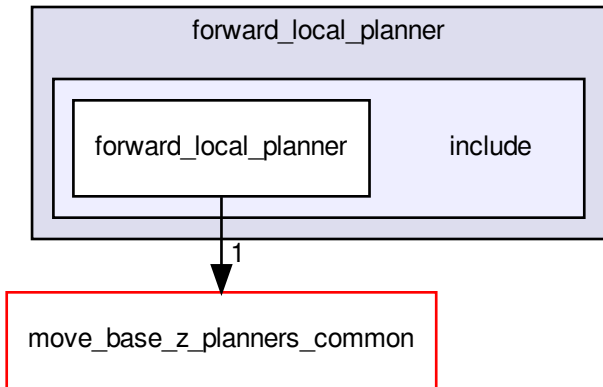 forward_local_planner
forward_local_planner
include
1
move_base_z_planners_common